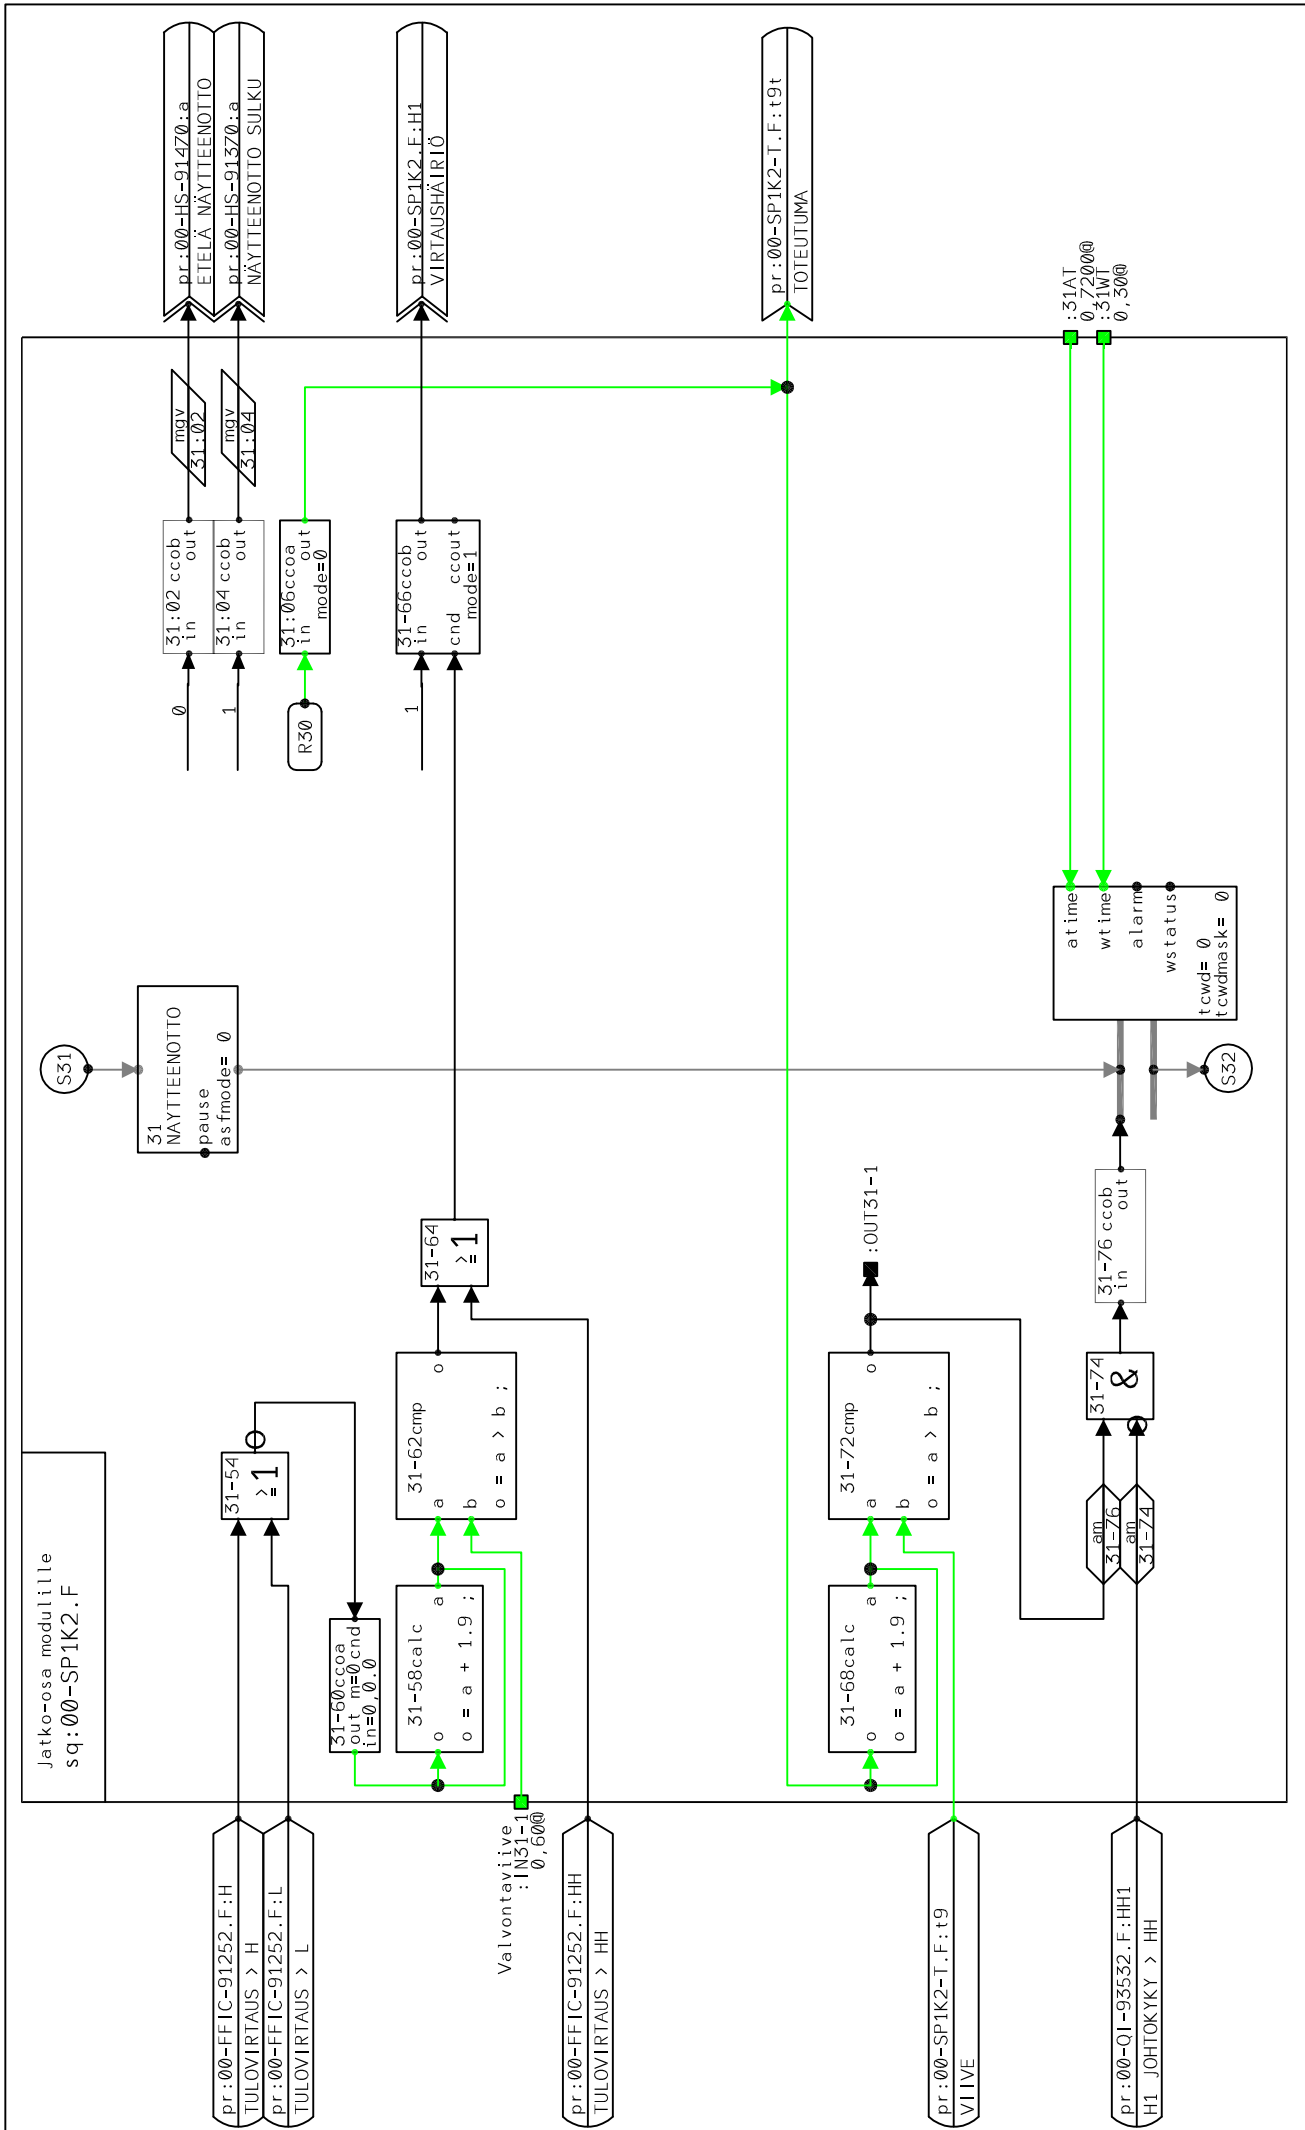 Jatko-osa modulille
sq:00-SP1K2.F
S31
31
NAYTTEENOTTO
pause
asfmode= 0
0
31:02 ccob
in out
mgv
31:02
pr:00-HS-91470:a
ETELÄ NÄYTTEENOTTO
1
31:04 ccob
in out
mgv
31:04
pr:00-HS-91370:a
NÄYTTEENOTTO SULKU
R30
31:06ccoa
in out
mode=0
pr:00-FFIC-91252.F:H
TULOVIRTAUS > H
pr:00-FFIC-91252.F:L
TULOVIRTAUS > L
31-54
>=1
31-60ccoa
out m=0cnd
in=0,0.0
31-58calc
o a
o = a + 1.9 ;
31-62cmp
a o
b
o = a > b ;
31-64
>=1
1
31-66ccob
in out
cnd ccout
mode=1
pr:00-SP1K2.F:H1
VIRTAUSHÄIRIÖ
Valvontaviive
:IN31-1
0,60@
pr:00-FFIC-91252.F:HH
TULOVIRTAUS > HH
pr:00-SP1K2-T.F:t9t
TOTEUTUMA
31-68calc
o a
o = a + 1.9 ;
31-72cmp
a o
b
o = a > b ;
:OUT31-1
pr:00-SP1K2-T.F:t9
VIIVE
:31AT
0,7200@
:31WT
0,30@
atime
wtime
alarm
wstatus
tcwd= 0
tcwdmask= 0
am
31-76
am
31-74
31-74
&
31-76 ccob
in out
S32
pr:00-QI-93532.F:HH1
H1 JOHTOKYKY > HH